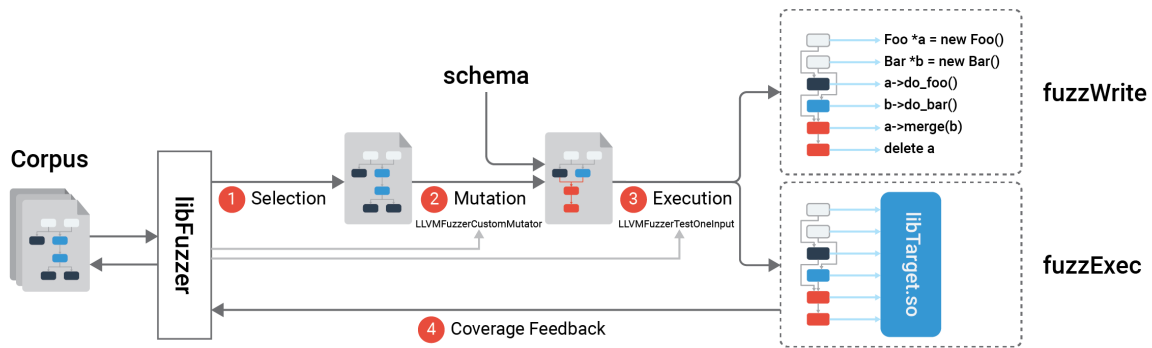 Corpus
libFuzzer
1 Selection
schema
2 Mutation
LLVMFuzzerCustomMutator
3 Execution
LLVMFuzzerTestOneInput
4 Coverage Feedback
Foo *a = new Foo()
Bar *b = new Bar()
a->do_foo()
b->do_bar()
a->merge(b)
delete a
fuzzWrite
libTarget.so
fuzzExec